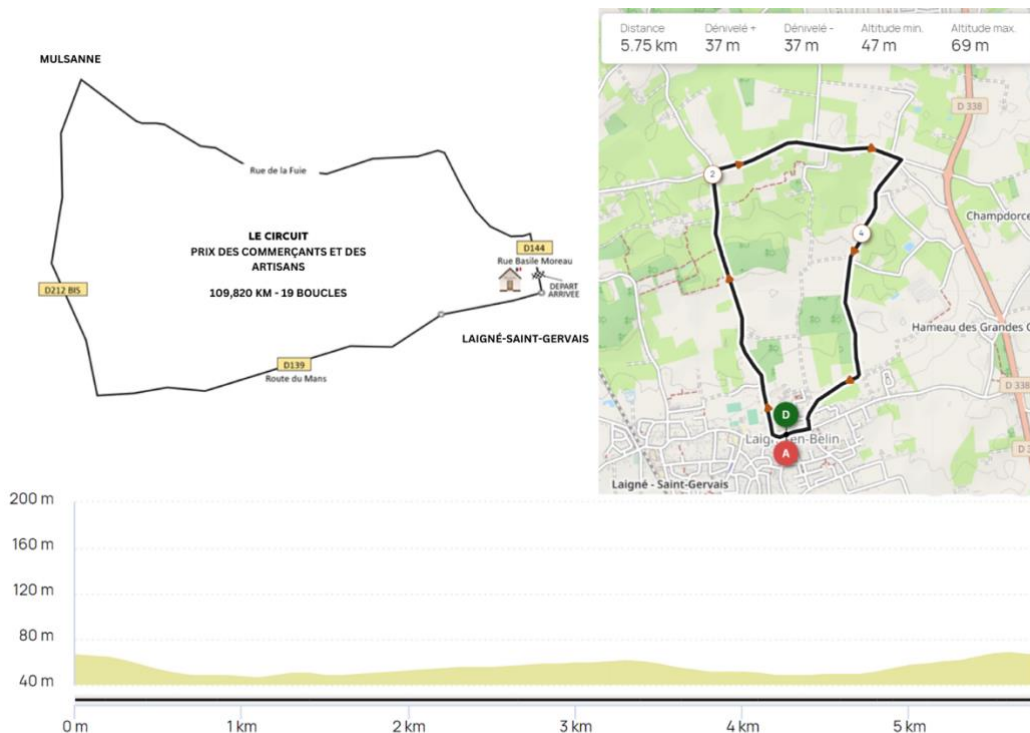 MULSANNE
Rue de la Fuie
LE CIRCUIT
PRIX DES COMMERÇANTS ET DES
ARTISANS
109,820 KM - 19 BOUCLES
D144
Rue Basile Moreau
DEPART
ARRIVEE
D212 BIS
LAIGNÉ-SAINT-GERVAIS
D139
Route du Mans
Distance Dénivelé + Dénivelé - Altitude min. Altitude max.
5.75 km 37 m 37 m 47 m 69 m
D 338
2
Champdorce
4
Hameau des Grandes
D 338
D
Laigné-en-Belin
A
Laigné - Saint-Gervais
200 m
160 m
120 m
80 m
40 m
0 m 1 km 2 km 3 km 4 km 5 km